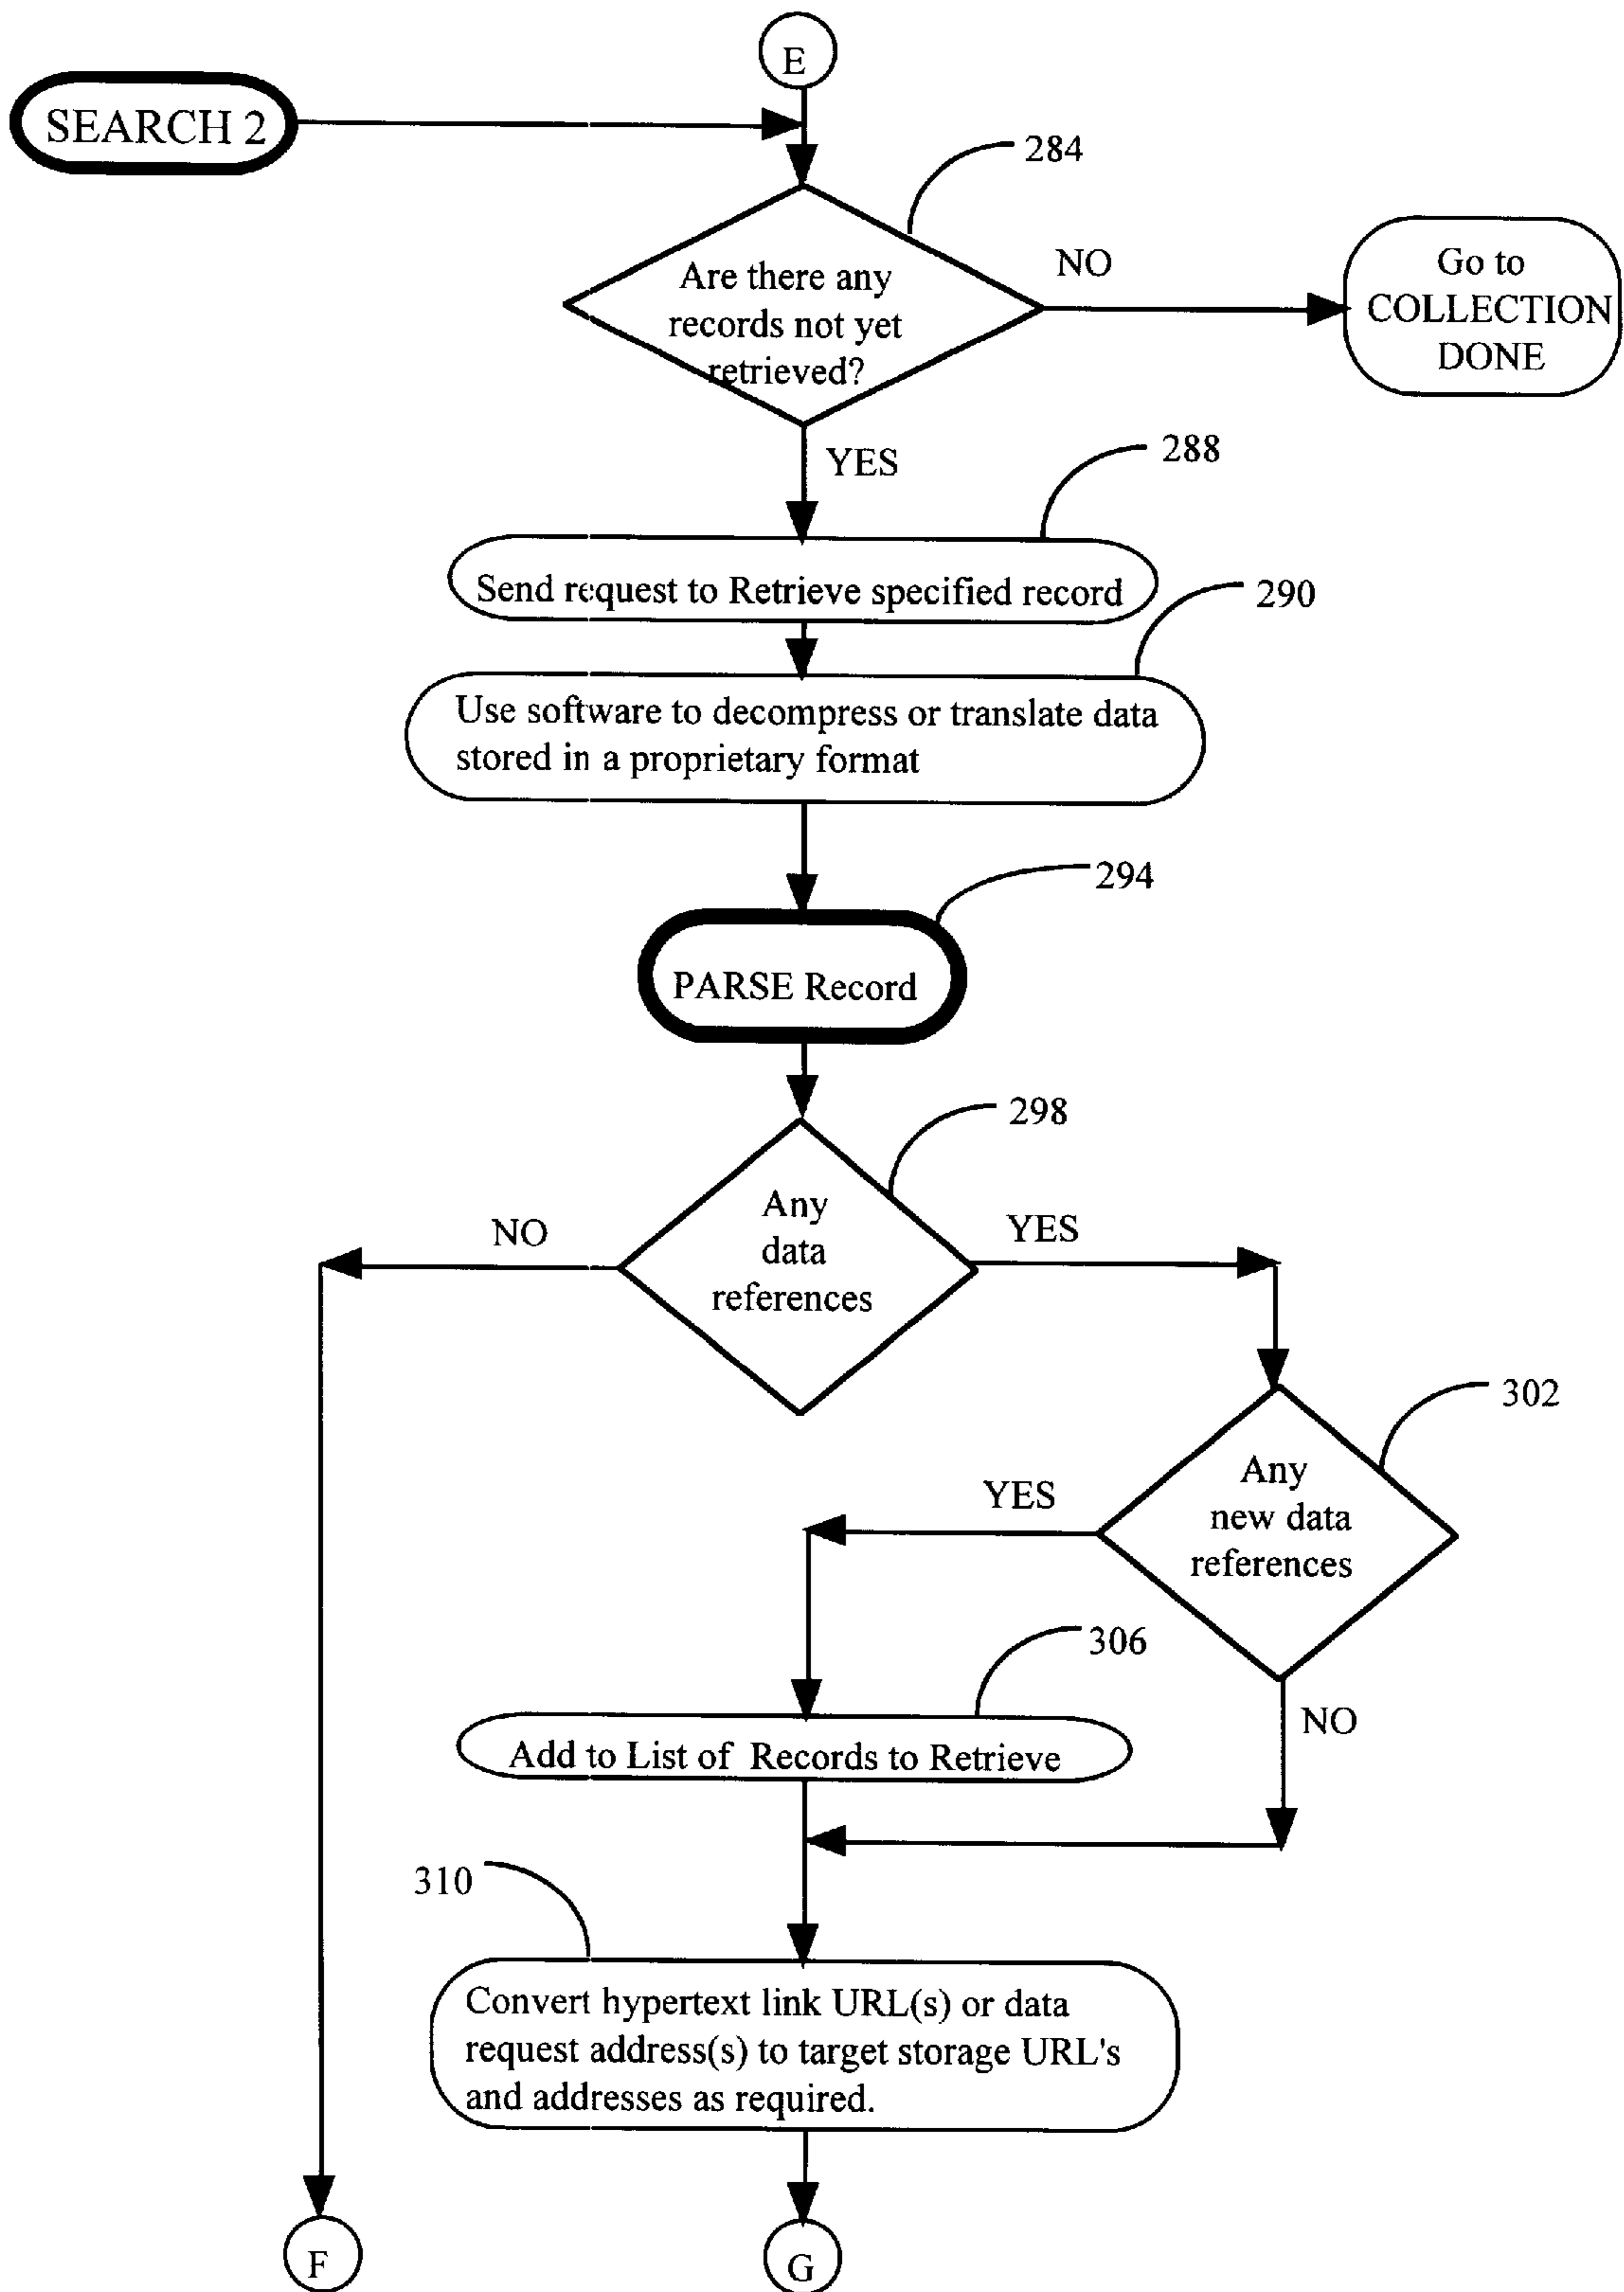 E
SEARCH 2
284
Are there any
records not yet
retrieved?
NO
Go to
COLLECTION
DONE
YES
288
Send request to Retrieve specified record
290
Use software to decompress or translate data
stored in a proprietary format
294
PARSE Record
298
Any
data
references
NO
YES
302
Any
new data
references
YES
306
NO
Add to List of Records to Retrieve
310
Convert hypertext link URL(s) or data
request address(s) to target storage URL's
and addresses as required.
F
G